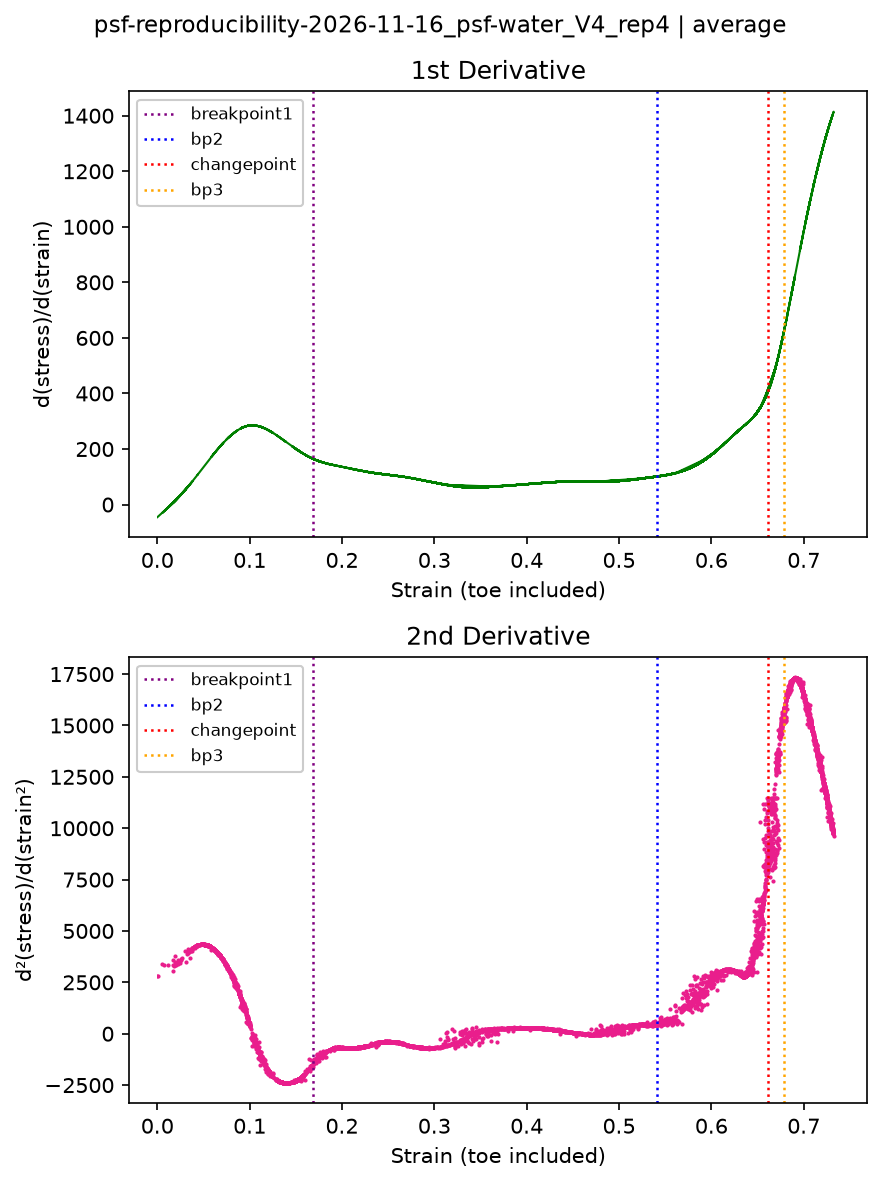 psf-reproducibility-2026-11-16_psf-water_V4_rep4 | average
1st Derivative
breakpoint1
bp2
changepoint
bp3
d(stress)/d(strain)
1400
1200
1000
800
600
400
200
0
0.0 0.1 0.2 0.3 0.4 0.5 0.6 0.7
Strain (toe included)
2nd Derivative
breakpoint1
bp2
changepoint
bp3
d²(stress)/d(strain²)
17500
15000
12500
10000
7500
5000
2500
0
−2500
0.0 0.1 0.2 0.3 0.4 0.5 0.6 0.7
Strain (toe included)